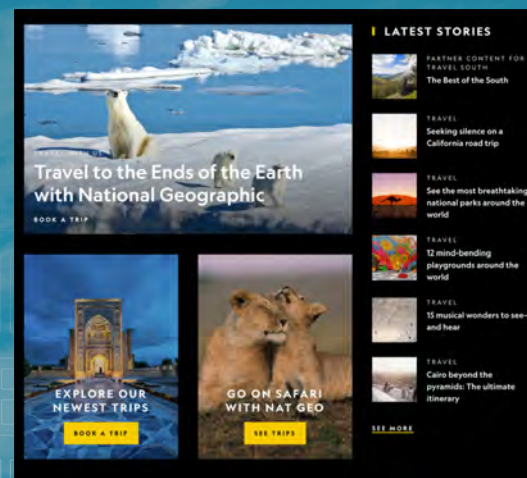 Travel to the Ends of the Earth
with National Geographic
BOOK A TRIP
EXPLORE OUR
NEWEST TRIPS
BOOK A TRIP
GO ON SAFARI
WITH NAT GEO
SEE TRIPS
LATEST STORIES
PARTNER CONTENT FOR
TRAVEL SOUTH
The Best of the South
TRAVEL
Seeking silence on a
California road trip
TRAVEL
See the most breathtaking
national parks around the
world
TRAVEL
12 mind-bending
playgrounds around the
world
TRAVEL
15 musical wonders to see-
and hear
TRAVEL
Cairo beyond the
pyramids: The ultimate
itinerary
SEE MORE